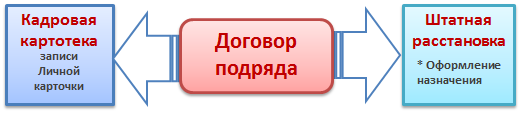 Кадровая
картотека
записи
Личной
карточки
Договор
подряда
Штатная
расстановка
* Оформление
назначения